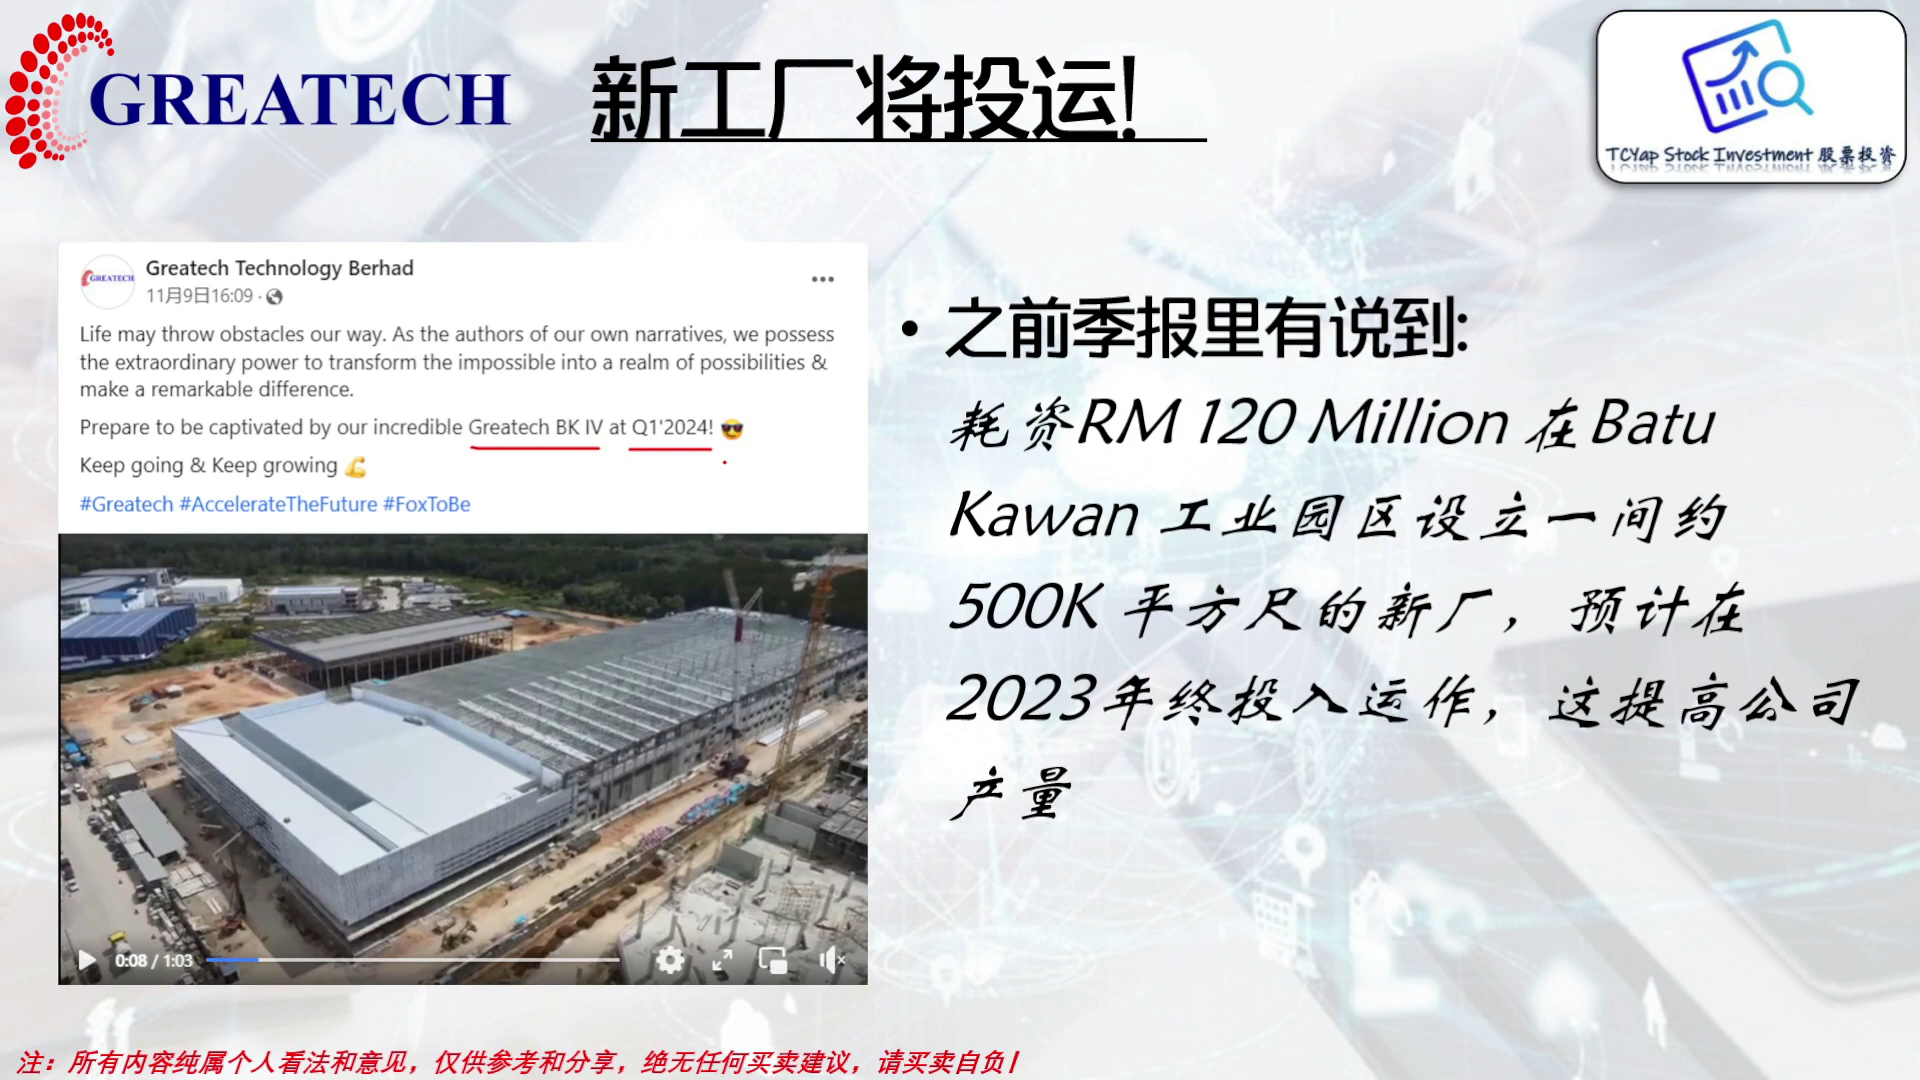 GREATECH
新工厂将投运!
TCYap Stock Investment 股票投资
GREATECH
Greatech Technology Berhad
11月9日16:09 ·
Life may throw obstacles our way. As the authors of our own narratives, we possess
the extraordinary power to transform the impossible into a realm of possibilities &
make a remarkable difference.
Prepare to be captivated by our incredible Greatech BK IV at Q1'2024! 😎
Keep going & Keep growing 💪
#Greatech #AccelerateTheFuture #FoxToBe
0:08 / 1:03
• 之前季报里有说到:
耗资RM 120 Million 在Batu
Kawan 工业园区设立一间约
500K 平方尺的新厂，预计在
2023年终投入运作，这提高公司
产量
注：所有内容纯属个人看法和意见，仅供参考和分享，绝无任何买卖建议，请买卖自负！